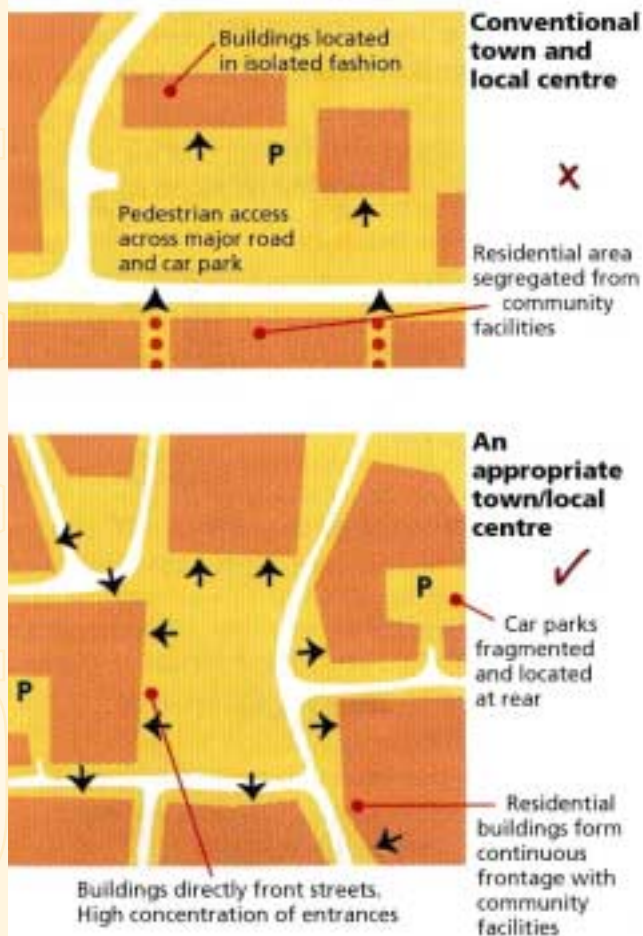 Buildings located
in isolated fashion
Conventional
town and
local centre
x
P
Pedestrian access
across major road
and car park
Residential area
segregated from
community
facilities
An
appropriate
town/local
centre
✓
P
Car parks
fragmented
and located
at rear
P
Residential
buildings form
continuous
frontage with
community
facilities
Buildings directly front streets.
High concentration of entrances